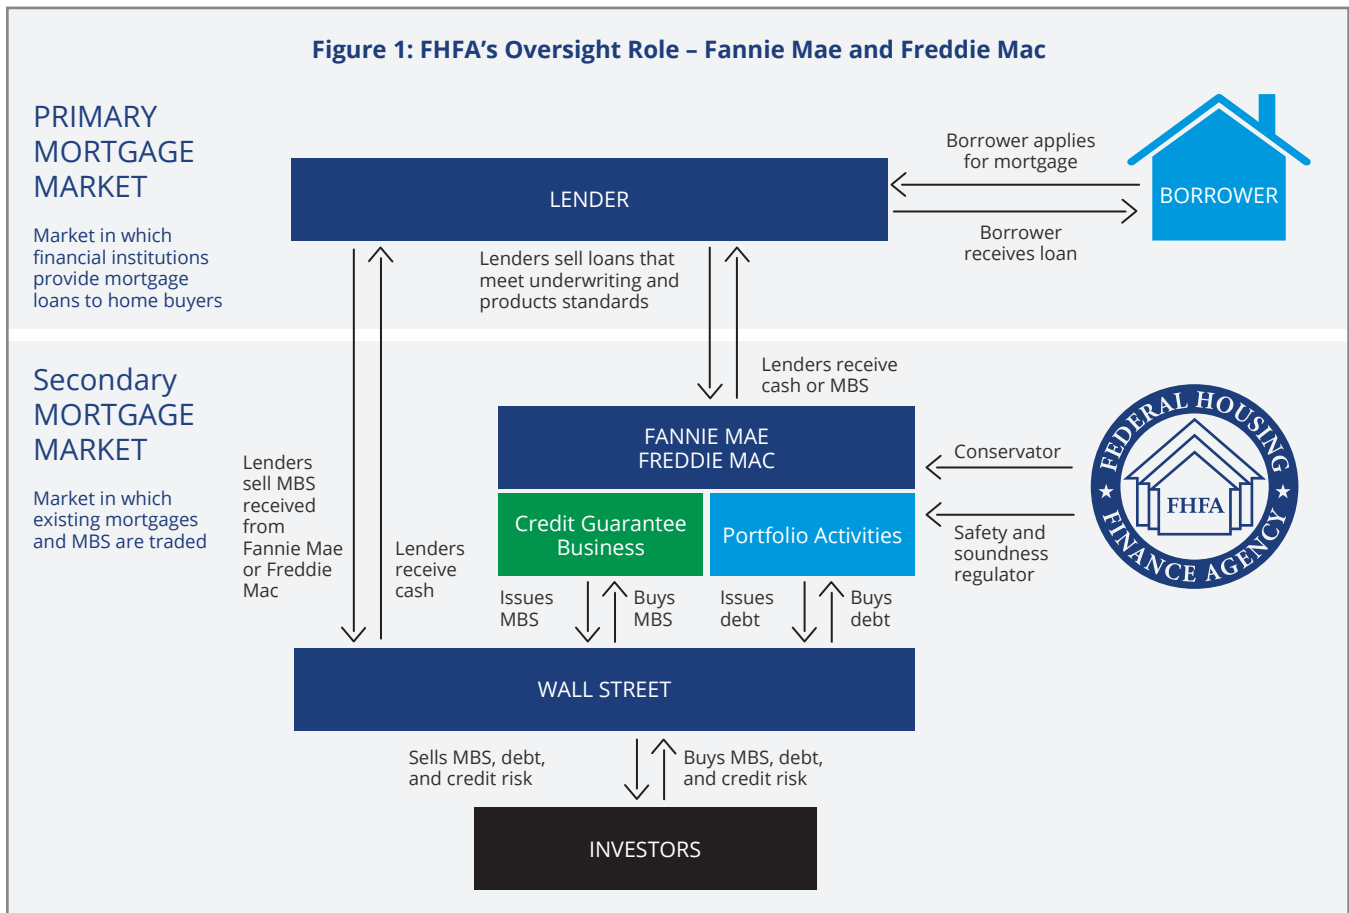 Figure 1: FHFA's Oversight Role – Fannie Mae and Freddie Mac
PRIMARY
MORTGAGE
MARKET
Market in which
financial institutions
provide mortgage
loans to home buyers
LENDER
Borrower applies
for mortgage
BORROWER
Borrower
receives loan
Lenders sell loans that
meet underwriting and
products standards
Lenders receive
cash or MBS
Secondary
MORTGAGE
MARKET
Market in which
existing mortgages
and MBS are traded
Lenders
sell MBS
received
from
Fannie Mae
or Freddie
Mac
Lenders
receive
cash
FANNIE MAE
FREDDIE MAC
Credit Guarantee
Business
Portfolio Activities
Conservator
Safety and
soundness
regulator
FEDERAL HOUSING
FHFA
FINANCE AGENCY
Issues
MBS
Buys
MBS
Issues
debt
Buys
debt
WALL STREET
Sells MBS, debt,
and credit risk
Buys MBS, debt,
and credit risk
INVESTORS